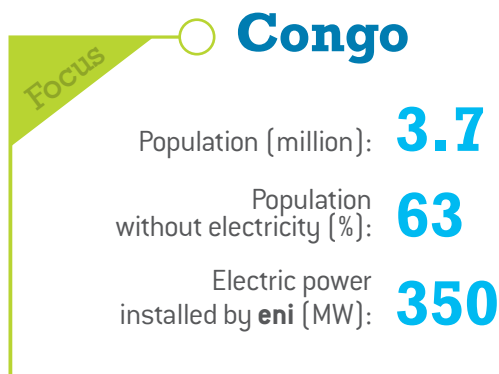 Focus
Congo
Population (million): 3.7
Population
without electricity (%): 63
Electric power
installed by eni (MW): 350